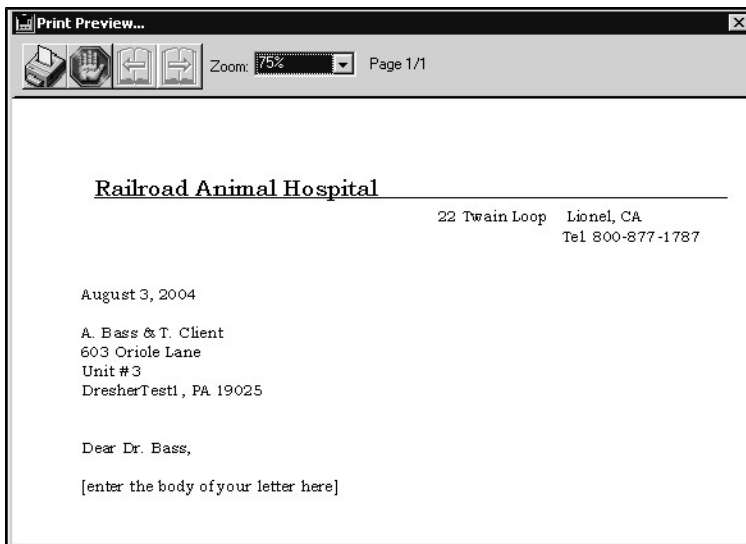 Print Preview...
Zoom: 75% Page 1/1
Railroad Animal Hospital
22 Twain Loop Lionel, CA
Tel 800-877-1787
August 3, 2004
A. Bass & T. Client
603 Oriole Lane
Unit #3
DresherTest1, PA 19025
Dear Dr. Bass,
[enter the body of your letter here]